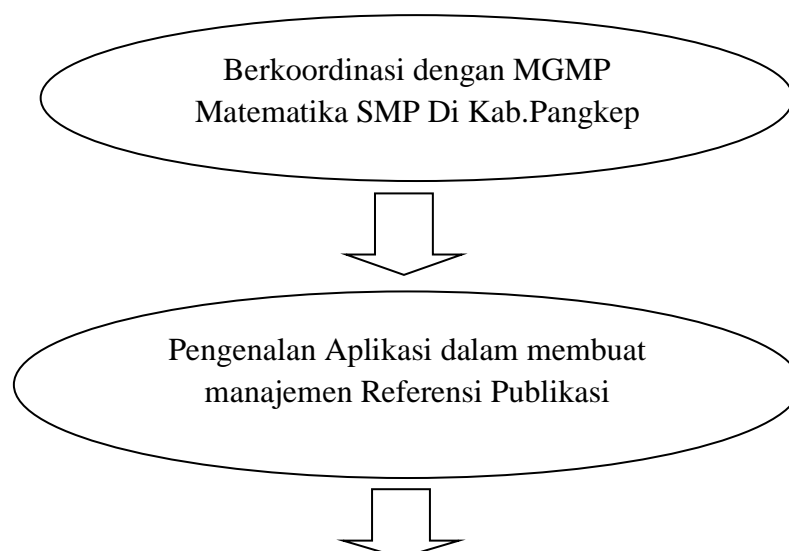 Berkoordinasi dengan MGMP
Matematika SMP Di Kab.Pangkep
Pengenalan Aplikasi dalam membuat
manajemen Referensi Publikasi